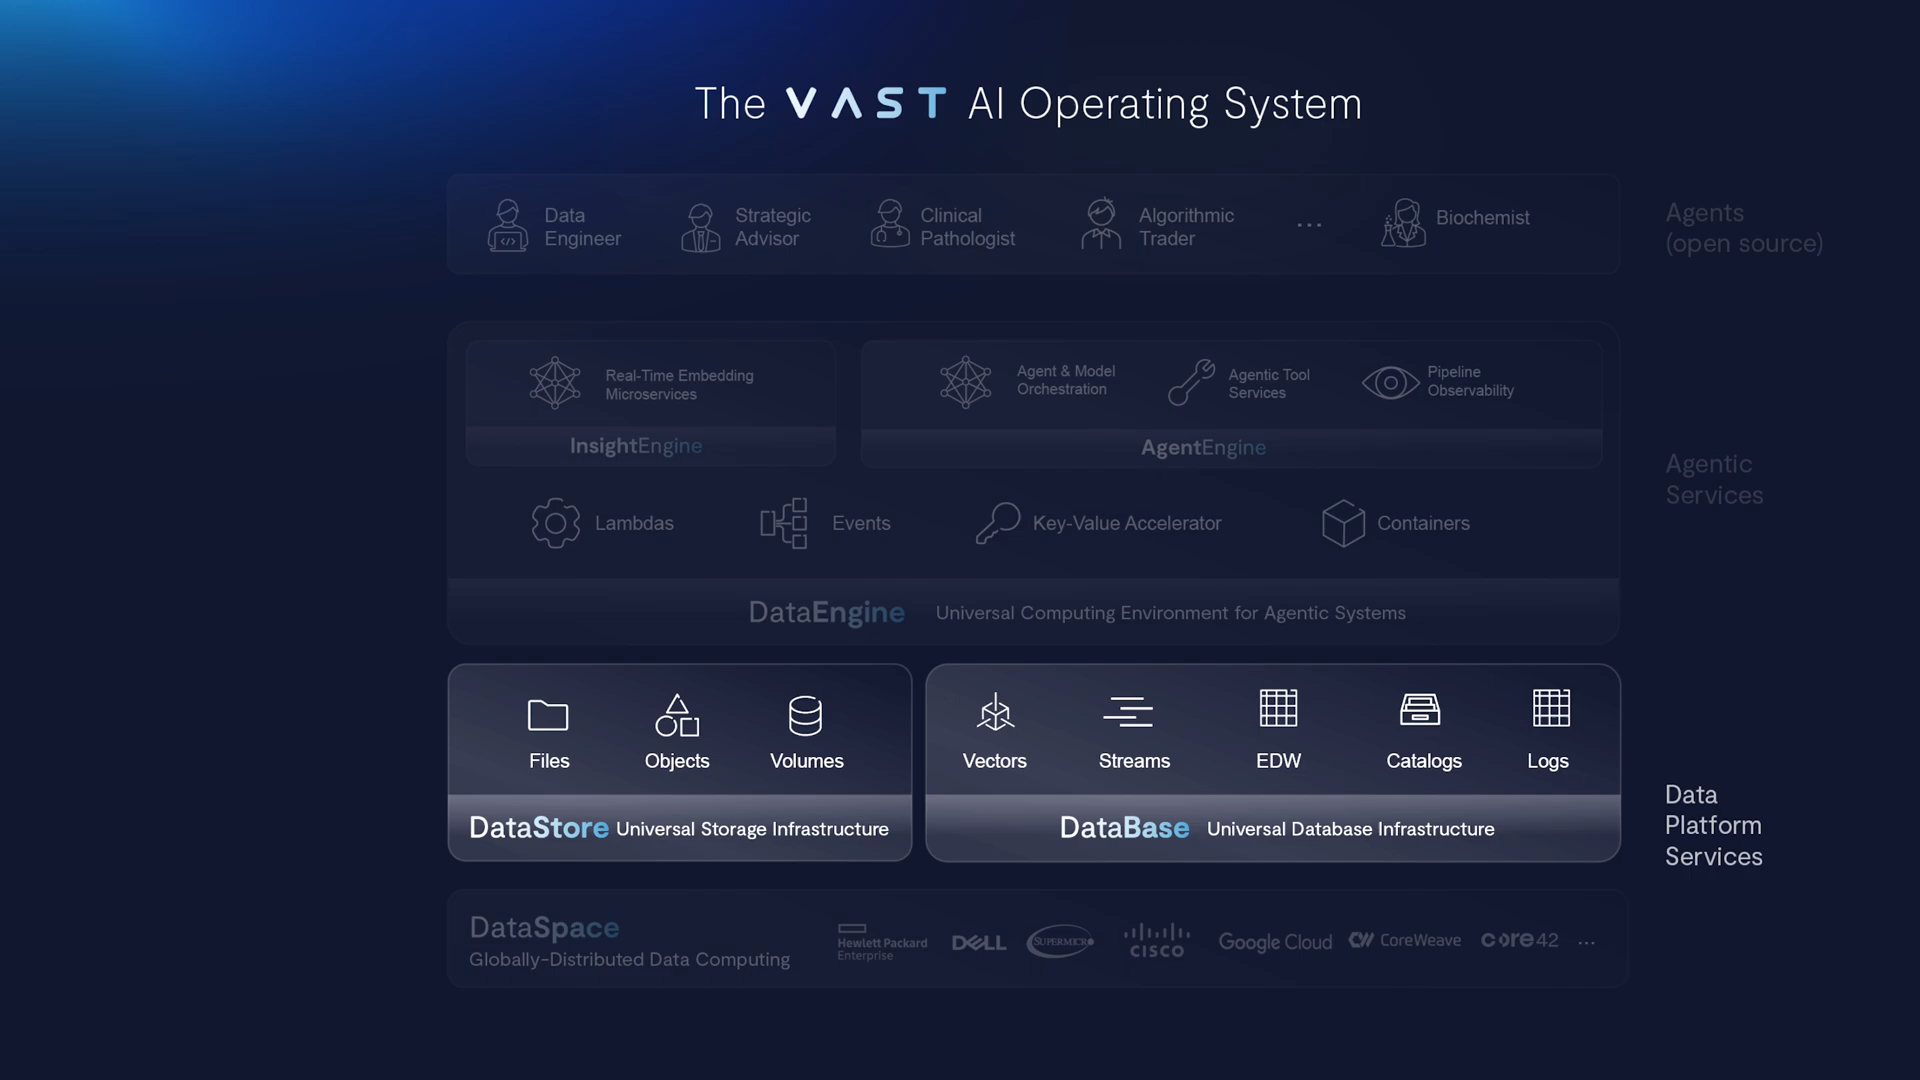 The VAST AI Operating System
Data
Engineer
Strategic
Advisor
Clinical
Pathologist
Algorithmic
Trader
...
Biochemist
Agents
(open source)
Real-Time Embedding
Microservices
InsightEngine
Agent & Model
Orchestration
Agentic Tool
Services
Pipeline
Observability
AgentEngine
Agentic
Services
Lambdas
Events
Key-Value Accelerator
Containers
DataEngine Universal Computing Environment for Agentic Systems
Files
Objects
Volumes
DataStore Universal Storage Infrastructure
Vectors
Streams
EDW
Catalogs
Logs
DataBase Universal Database Infrastructure
Data
Platform
Services
DataSpace
Globally-Distributed Data Computing
Hewlett Packard
Enterprise
DELL
SUPERMICRO
CISCO
Google Cloud
CoreWeave
core42
...